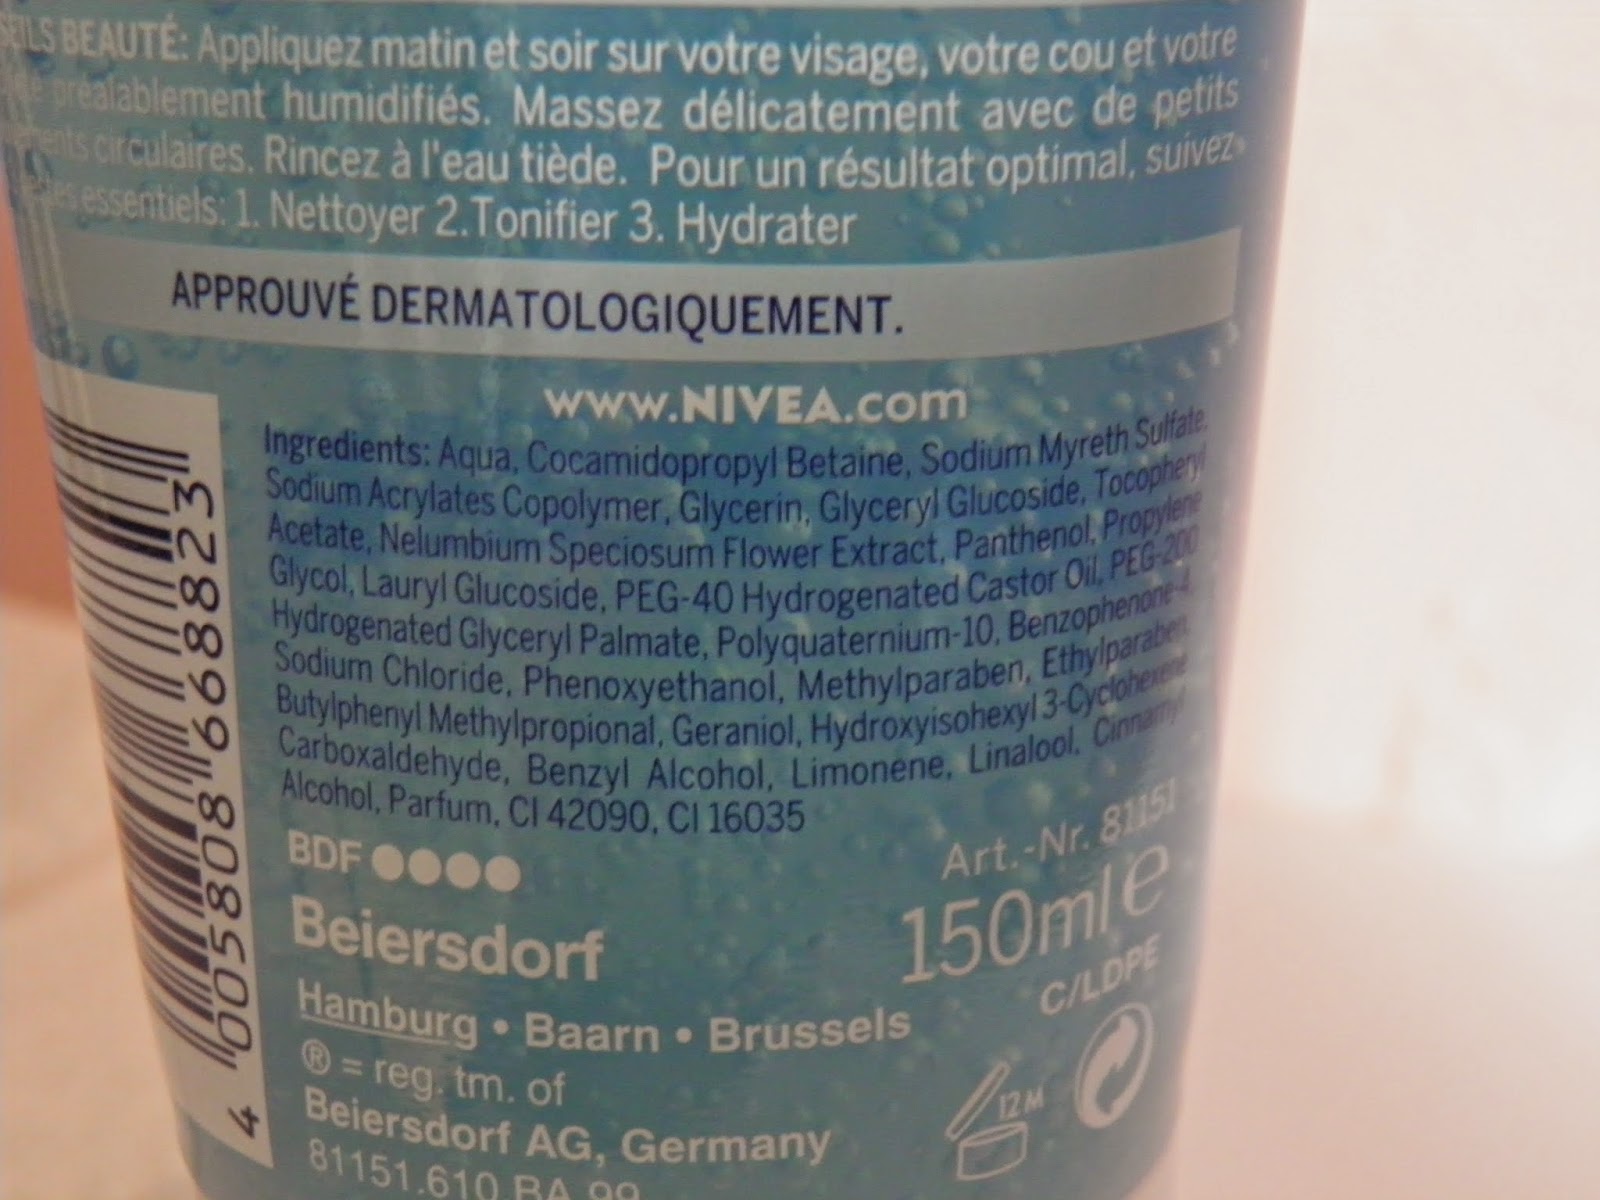 BEAUTÉ: Appliquez matin et soir sur votre visage, votre cou et votre
préalablement humidifiés. Massez délicatement avec de petits
circulaires. Rincez à l'eau tiède. Pour un résultat optimal, suivez
essentiels: 1. Nettoyer 2.Tonifier 3. Hydrater
APPROUVÉ DERMATOLOGIQUEMENT.
www.NIVEA.com
Ingredients: Aqua, Cocamidopropyl Betaine, Sodium Myreth Sulfate,
Sodium Acrylates Copolymer, Glycerin, Glyceryl Glucoside, Tocopheryl
Acetate, Nelumbium Speciosum Flower Extract, Panthenol, Propylene
Glycol, Lauryl Glucoside, PEG-40 Hydrogenated Castor Oil, PEG-200
Hydrogenated Glyceryl Palmate, Polyquaternium-10, Benzophenone-4,
Sodium Chloride, Phenoxyethanol, Methylparaben, Ethylparaben,
Butylphenyl Methylpropional, Geraniol, Hydroxyisohexyl 3-Cyclohexene
Carboxaldehyde, Benzyl Alcohol, Limonene, Linalool, Cinnamyl
Alcohol, Parfum, CI 42090, CI 16035
4 005808 668823
BDF ●●●●
Beiersdorf
Hamburg • Baarn • Brussels
® = reg. tm. of
Beiersdorf AG, Germany
81151.610 BA 99
Art.-Nr. 81151
150ml e
C/LDPE
12M